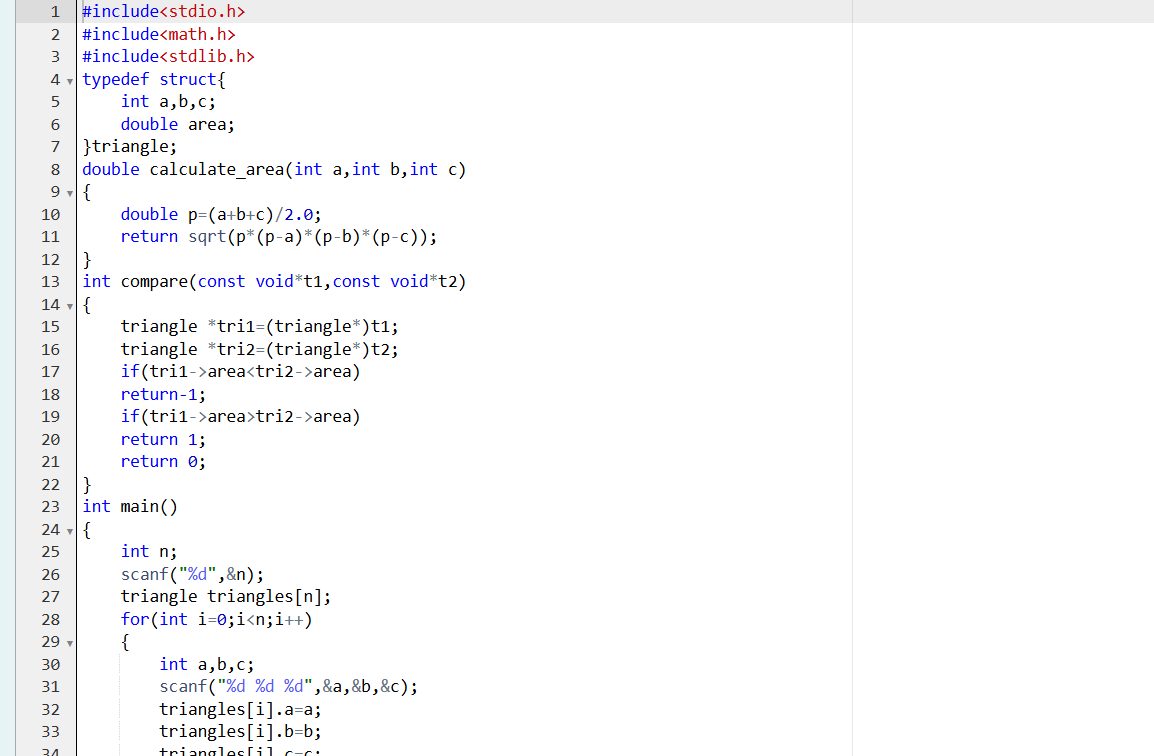 1 #include<stdio.h>
2 #include<math.h>
3 #include<stdlib.h>
4 typedef struct{
5     int a,b,c;
6     double area;
7 }triangle;
8 double calculate_area(int a,int b,int c)
9 {
10     double p=(a+b+c)/2.0;
11     return sqrt(p*(p-a)*(p-b)*(p-c));
12 }
13 int compare(const void*t1,const void*t2)
14 {
15     triangle *tri1=(triangle*)t1;
16     triangle *tri2=(triangle*)t2;
17     if(tri1->area<tri2->area)
18     return-1;
19     if(tri1->area>tri2->area)
20     return 1;
21     return 0;
22 }
23 int main()
24 {
25     int n;
26     scanf("%d",&n);
27     triangle triangles[n];
28     for(int i=0;i<n;i++)
29     {
30         int a,b,c;
31         scanf("%d %d %d",&a,&b,&c);
32         triangles[i].a=a;
33         triangles[i].b=b;
34         triangles[i].c=c;